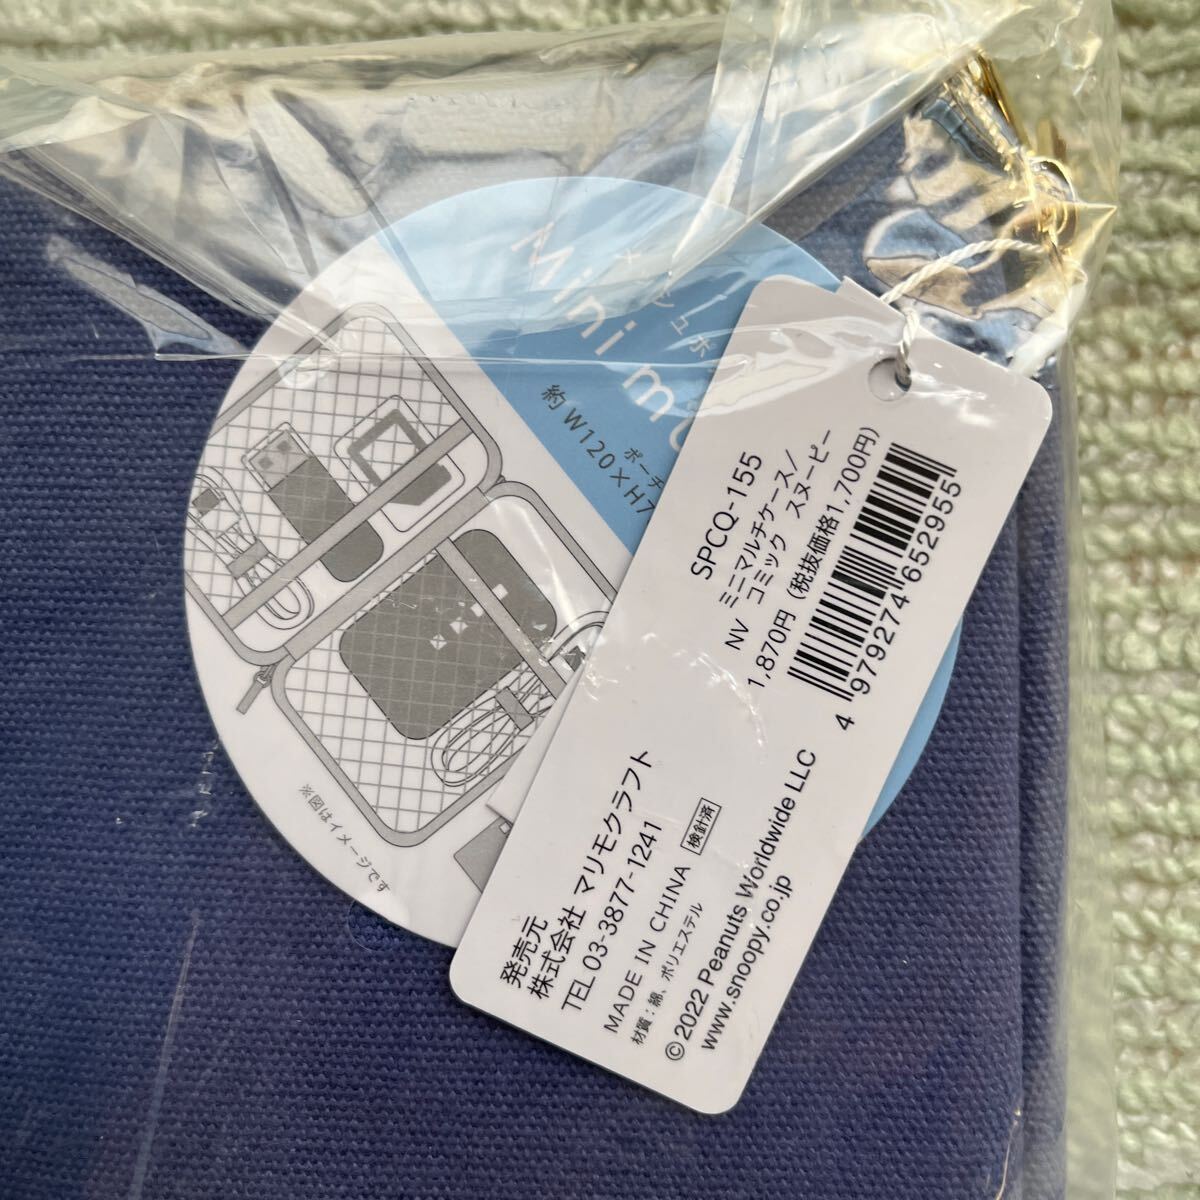 Mini m
約W120×H7
※図はイメージです
SPCQ-155
ミニマルチケース/
NV コミック スヌーピー
1,870円 (税抜価格1,700円)
4 979274 652955
発売元
株式会社 マリモクラフト
TEL 03-3877-1241
MADE IN CHINA 検針済
材質:綿、ポリエステル
© 2022 Peanuts Worldwide LLC
www.snoopy.co.jp